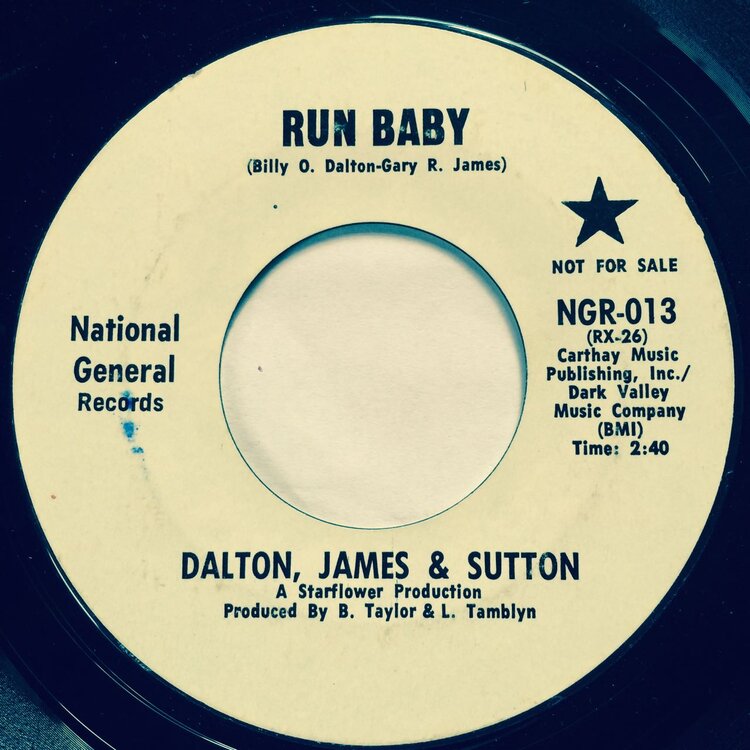 RUN BABY
(Billy O. Dalton-Gary R. James)
NOT FOR SALE
National
General
Records
NGR-013
(RX-26)
Carthay Music
Publishing, Inc./
Dark Valley
Music Company
(BMI)
Time: 2:40
DALTON, JAMES & SUTTON
A Starflower Production
Produced By B. Taylor & L. Tamblyn